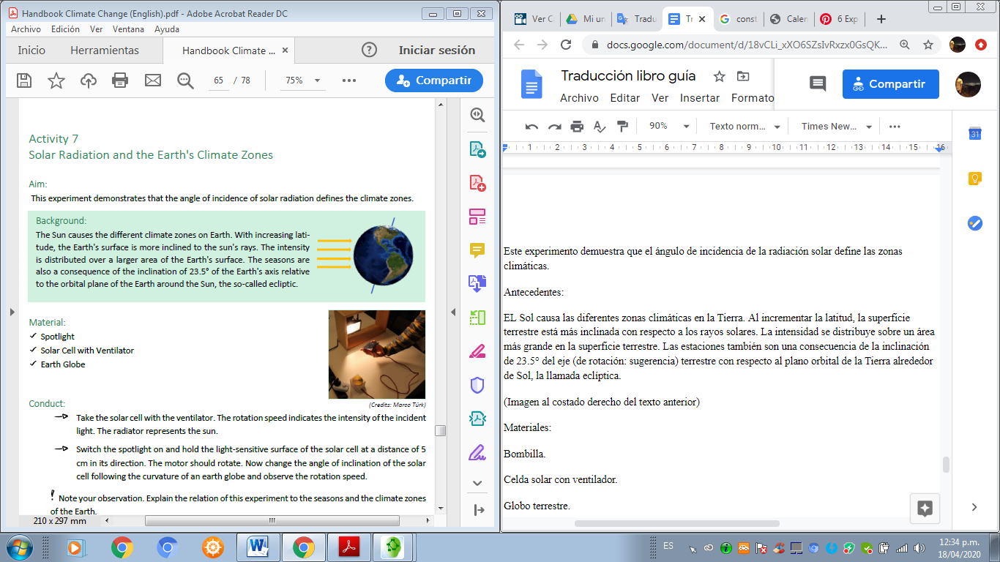 Handbook Climate Change (English).pdf - Adobe Acrobat Reader DC
Archivo Edición Ver Ventana Ayuda
Inicio Herramientas Handbook Climate ... × Iniciar sesión
65 / 78 75% Compartir
Activity 7
Solar Radiation and the Earth's Climate Zones
Aim:
This experiment demonstrates that the angle of incidence of solar radiation defines the climate zones.
Background:
The Sun causes the different climate zones on Earth. With increasing lati-
tude, the Earth's surface is more inclined to the sun's rays. The intensity
is distributed over a larger area of the Earth's surface. The seasons are
also a consequence of the inclination of 23.5° of the Earth's axis relative
to the orbital plane of the Earth around the Sun, the so-called ecliptic.
Material:
✓ Spotlight
✓ Solar Cell with Ventilator
✓ Earth Globe
(Credits: Marco Türk)
Conduct:
Take the solar cell with the ventilator. The rotation speed indicates the intensity of the incident
light. The radiator represents the sun.
Switch the spotlight on and hold the light-sensitive surface of the solar cell at a distance of 5
cm in its direction. The motor should rotate. Now change the angle of inclination of the solar
cell following the curvature of an earth globe and observe the rotation speed.
! Note your observation. Explain the relation of this experiment to the seasons and the climate zones
of the Earth.
210 x 297 mm
Ver C Mi un Tradu Tr × const Calen 6 Exp
docs.google.com/document/d/18vCLi_xXO6SZsIvRxzx0GsQK...
Traducción libro guía
Archivo Editar Ver Insertar Formato
Compartir
90% Texto norm... Times New...
1 2 3 4 5 6 7 8 9 10 11 12 13 14 15 16
31
Este experimento demuestra que el ángulo de incidencia de la radiación solar define las zonas
climáticas.
Antecedentes:
EL Sol causa las diferentes zonas climáticas en la Tierra. Al incrementar la latitud, la superficie
terrestre está más inclinada con respecto a los rayos solares. La intensidad se distribuye sobre un área
más grande en la superficie terrestre. Las estaciones también son una consecuencia de la inclinación
de 23.5° del eje (de rotación: sugerencia) terrestre con respecto al plano orbital de la Tierra alrededor
de Sol, la llamada eclíptica.
(Imagen al costado derecho del texto anterior)
Materiales:
Bombilla.
Celda solar con ventilador.
Globo terrestre.
ES
12:34 p.m.
18/04/2020